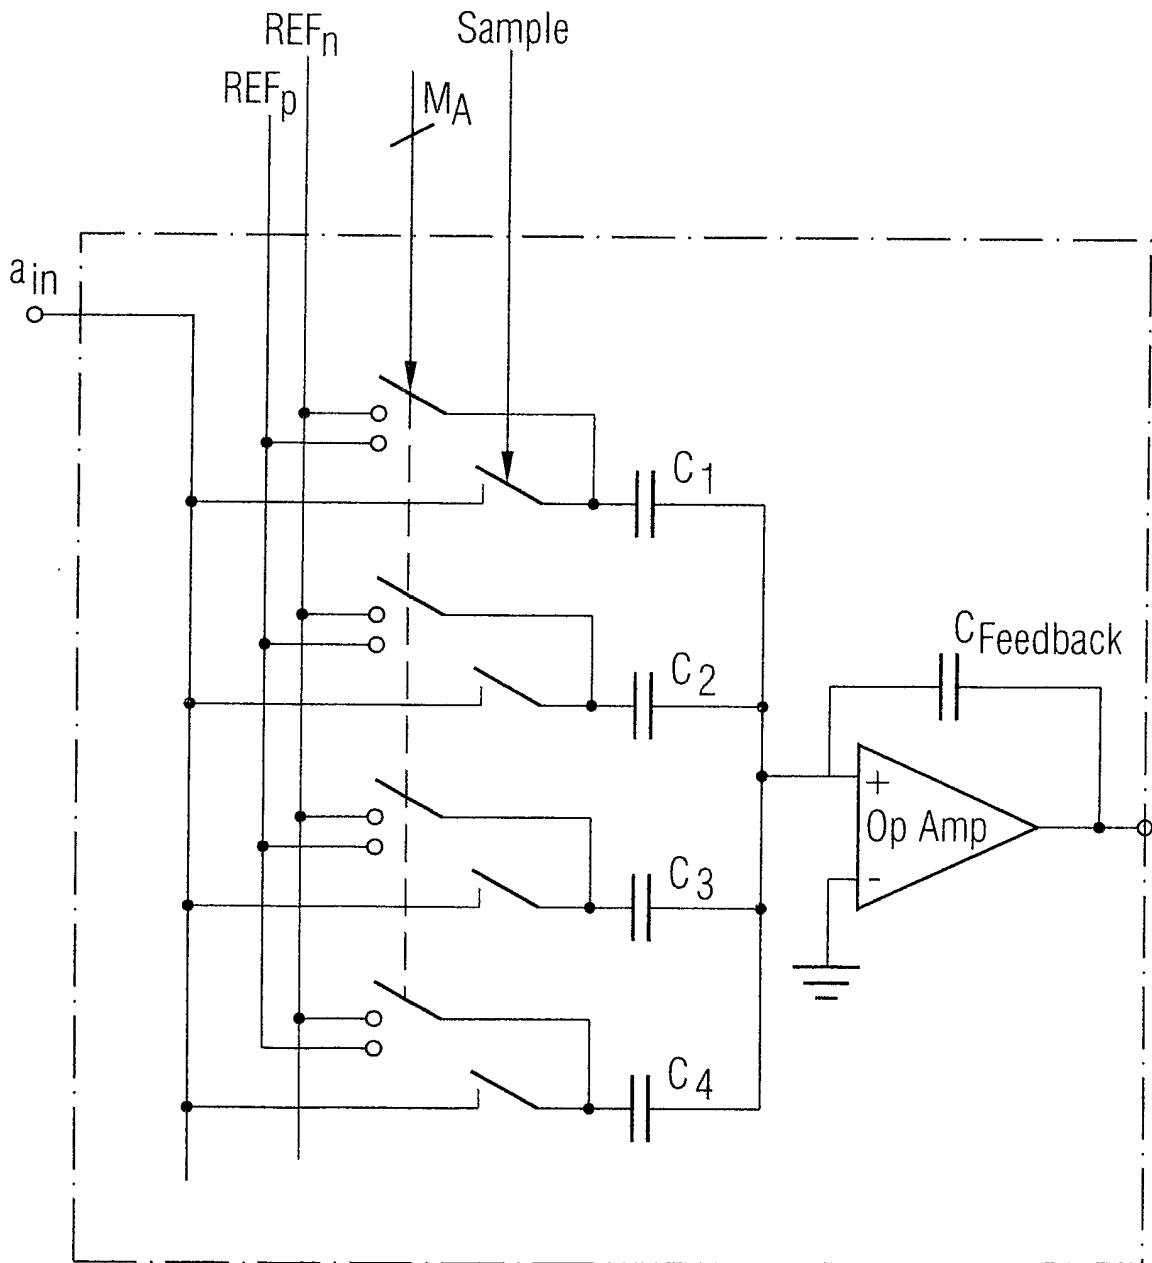 REFn
Sample
REFp
MA
ain
C1
CFeedback
C2
+
Op Amp
-
C3
C4